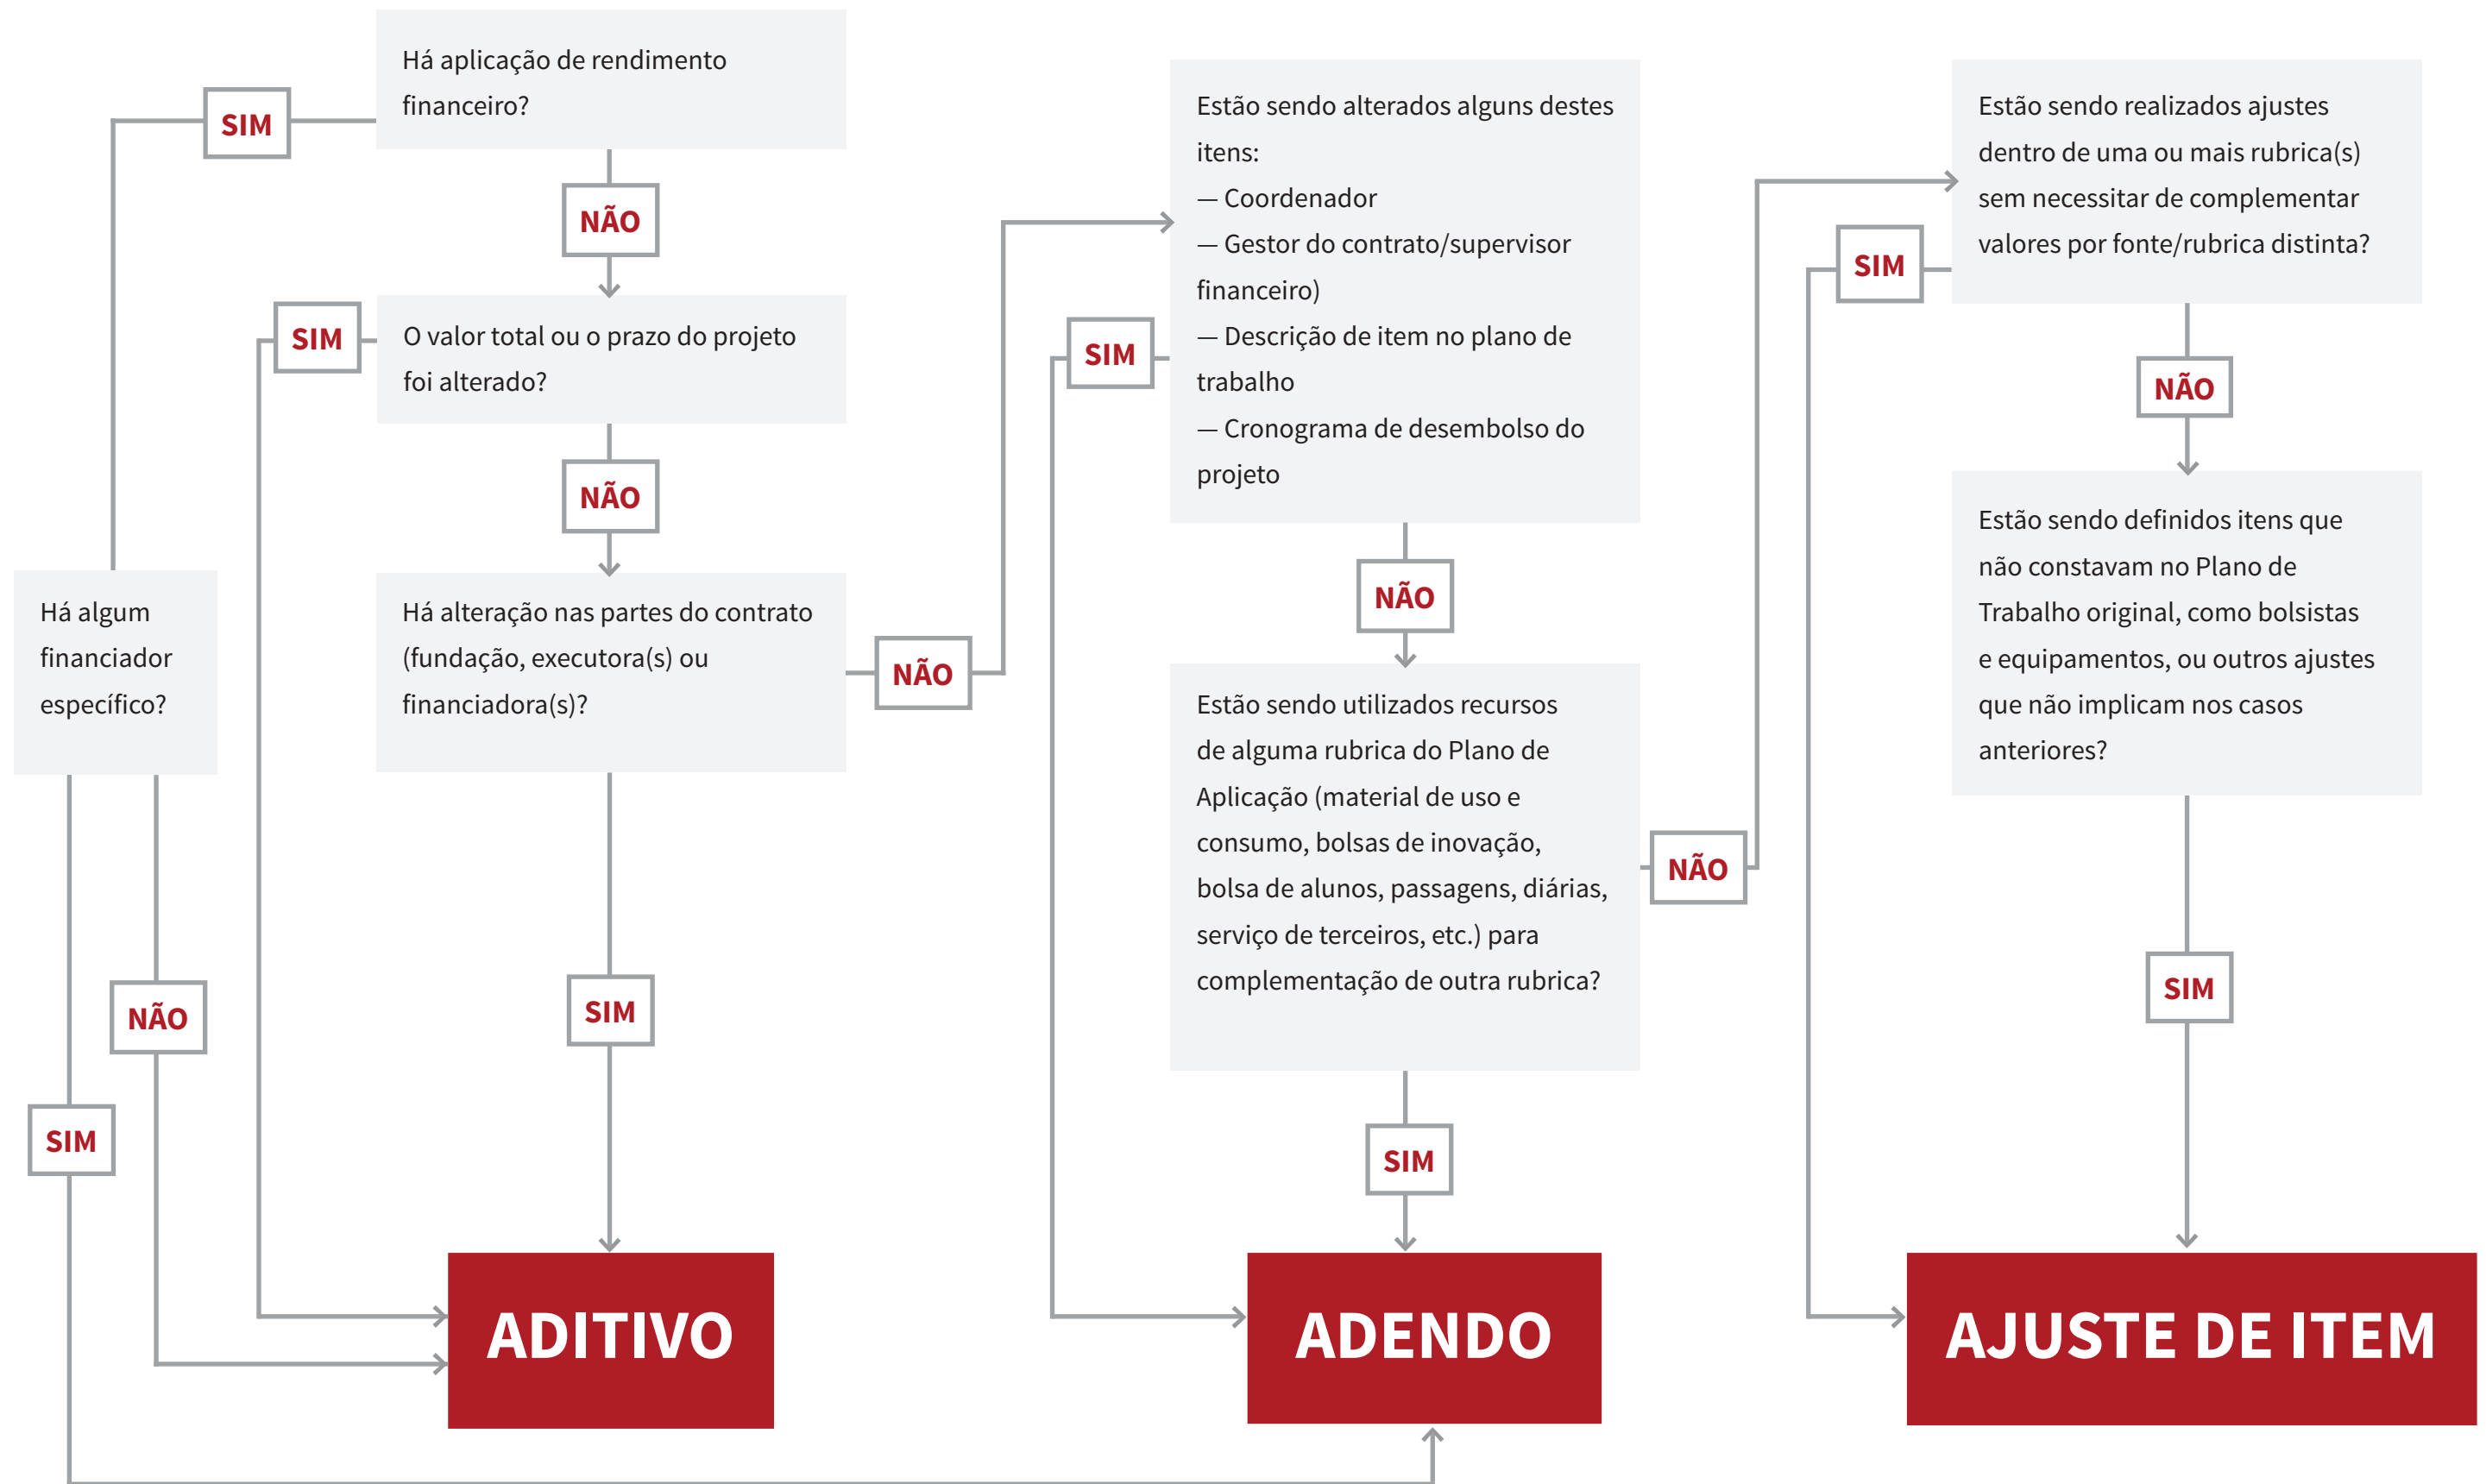 Há aplicação de rendimento
financeiro?
SIM
NÃO
O valor total ou o prazo do projeto
foi alterado?
SIM
NÃO
Há alteração nas partes do contrato
(fundação, executora(s) ou
financiadora(s)?
NÃO
SIM
Há algum
financiador
específico?
NÃO
SIM
ADITIVO
Estão sendo alterados alguns destes
itens:
— Coordenador
— Gestor do contrato/supervisor
financeiro)
— Descrição de item no plano de
trabalho
— Cronograma de desembolso do
projeto
SIM
NÃO
Estão sendo utilizados recursos
de alguma rubrica do Plano de
Aplicação (material de uso e
consumo, bolsas de inovação,
bolsa de alunos, passagens, diárias,
serviço de terceiros, etc.) para
complementação de outra rubrica?
NÃO
SIM
ADENDO
Estão sendo realizados ajustes
dentro de uma ou mais rubrica(s)
sem necessitar de complementar
valores por fonte/rubrica distinta?
SIM
NÃO
Estão sendo definidos itens que
não constavam no Plano de
Trabalho original, como bolsistas
e equipamentos, ou outros ajustes
que não implicam nos casos
anteriores?
SIM
AJUSTE DE ITEM